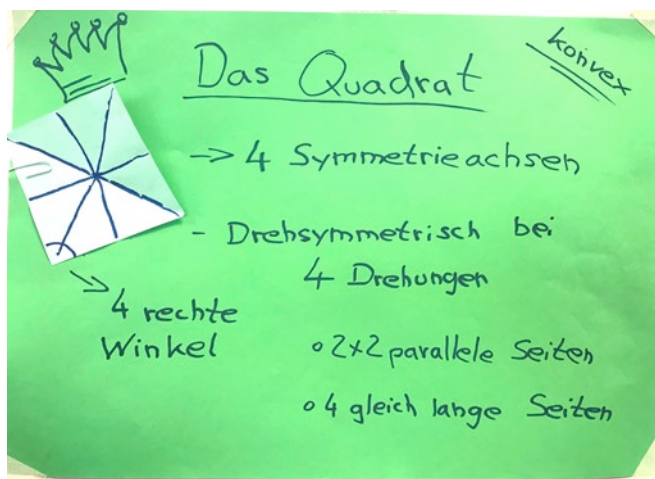 Das Quadrat
konvex
-> 4 Symmetrieachsen
- Drehsymmetrisch bei
4 Drehungen
-> 4 rechte
Winkel
o 2x2 parallele Seiten
o 4 gleich lange Seiten